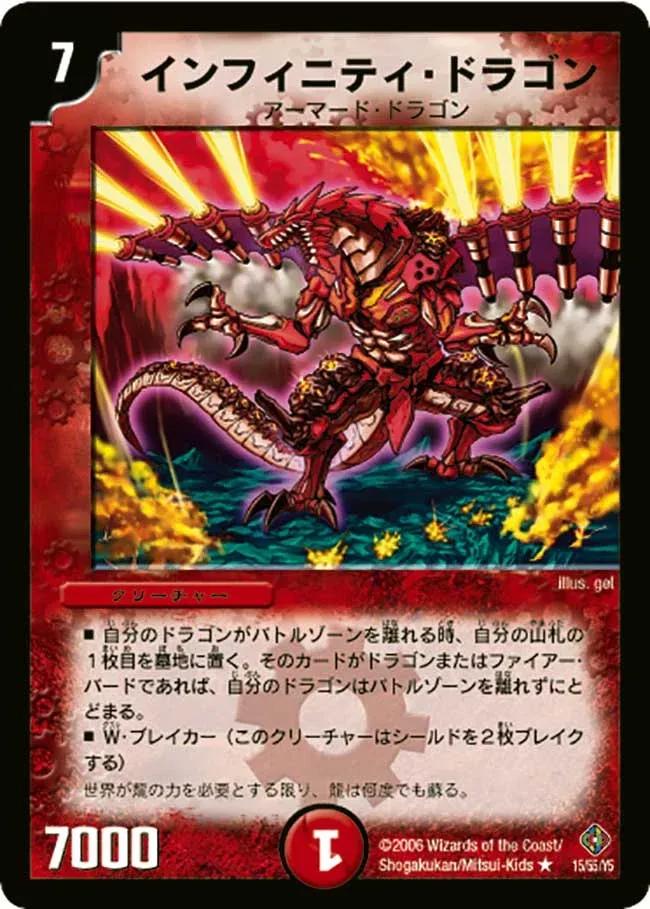 7
インフィニティ・ドラゴン
アーマード・ドラゴン
illus. gel
クリーチャー
■ 自分のドラゴンがバトルゾーンを離れる時、自分の山札の
1枚目を墓地に置く。そのカードがドラゴンまたはファイアー・
バードであれば、自分のドラゴンはバトルゾーンを離れずにと
どまる。
■ W・ブレイカー（このクリーチャーはシールドを2枚ブレイク
する）
世界が龍の力を必要とする限り、龍は何度でも蘇る。
7000
1
©2006 Wizards of the Coast/
Shogakukan/Mitsui-Kids ★
15/55/Y5